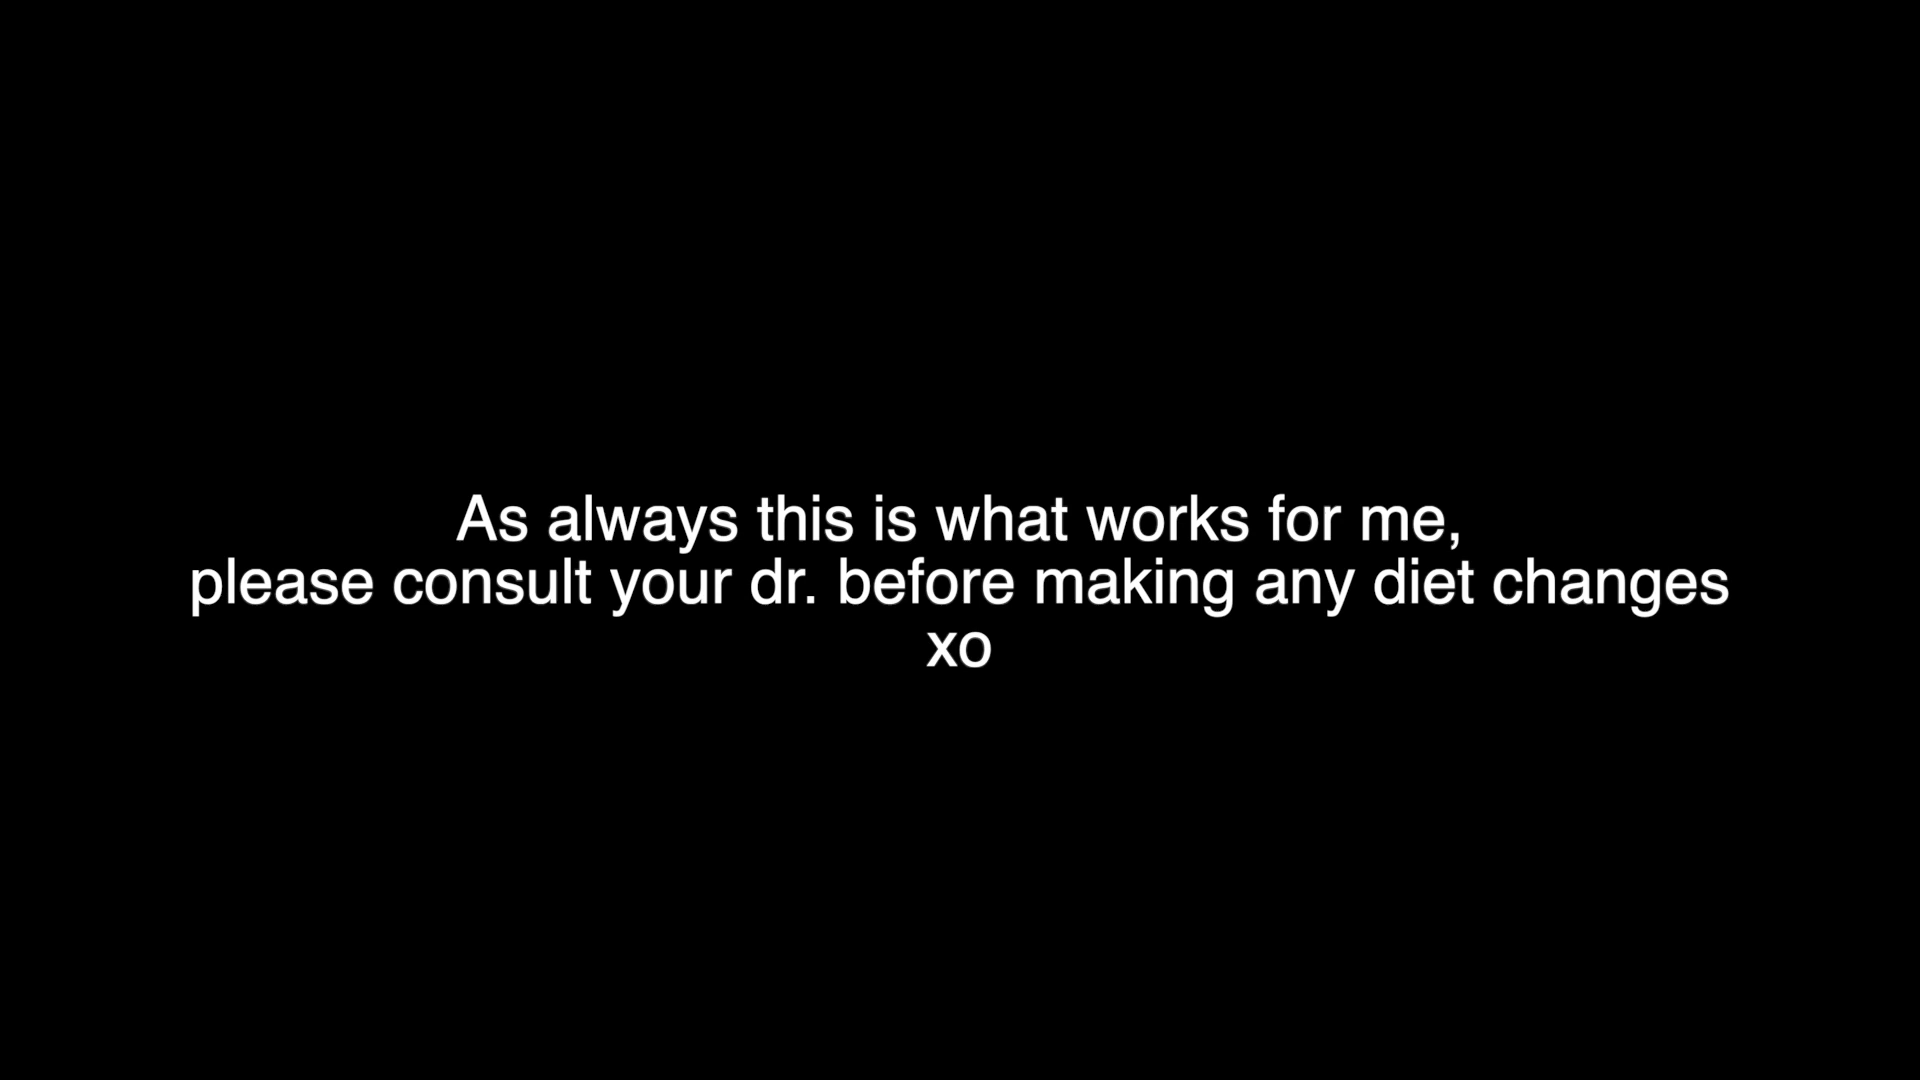 As always this is what works for me,
please consult your dr. before making any diet changes
xo